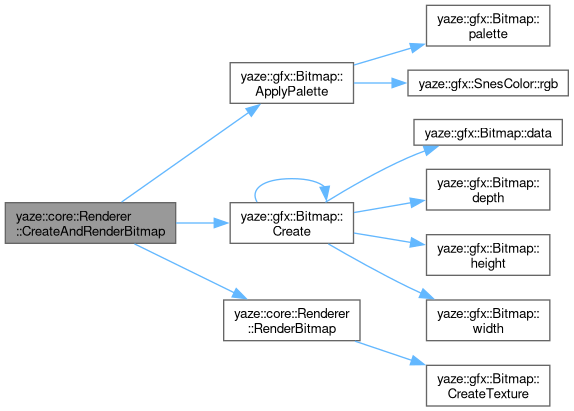 yaze::core::Renderer
::CreateAndRenderBitmap
yaze::gfx::Bitmap::
ApplyPalette
yaze::gfx::Bitmap::
palette
yaze::gfx::SnesColor::rgb
yaze::gfx::Bitmap::
Create
yaze::gfx::Bitmap::data
yaze::gfx::Bitmap::
depth
yaze::gfx::Bitmap::
height
yaze::gfx::Bitmap::
width
yaze::core::Renderer
::RenderBitmap
yaze::gfx::Bitmap::
CreateTexture